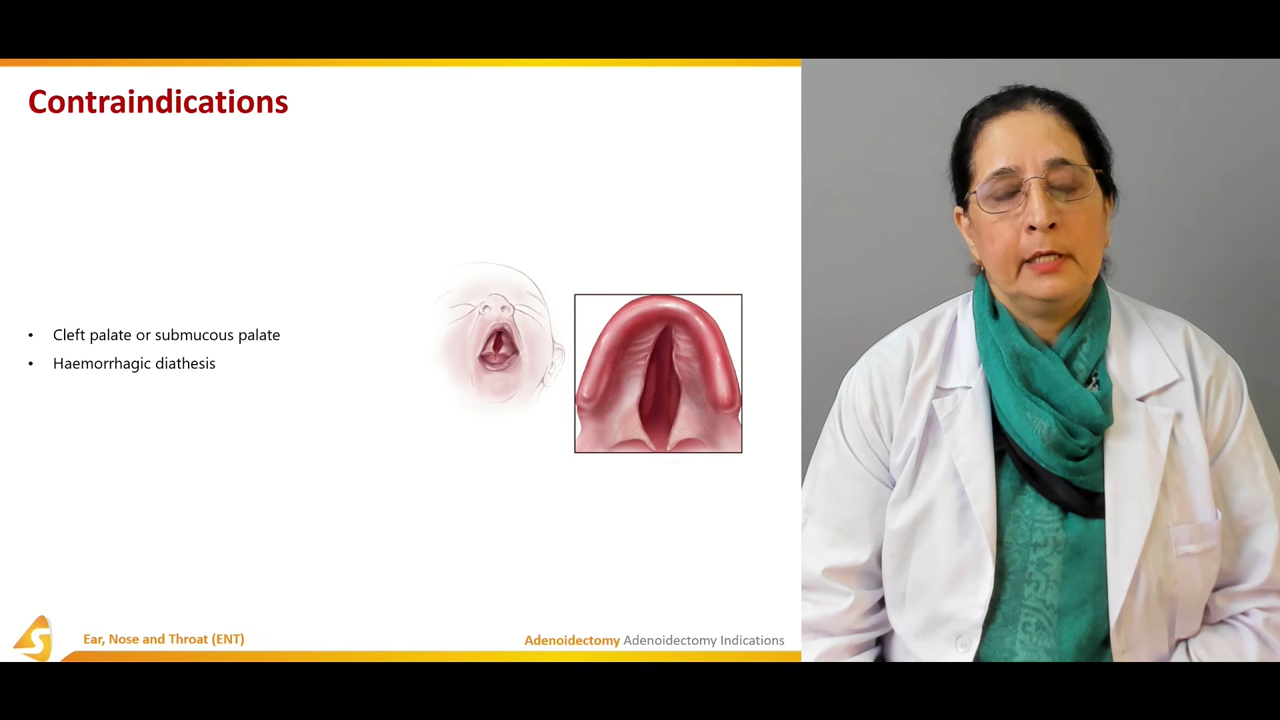 Contraindications
• Cleft palate or submucous palate
• Haemorrhagic diathesis
Ear, Nose and Throat (ENT)
Adenoidectomy Adenoidectomy Indications